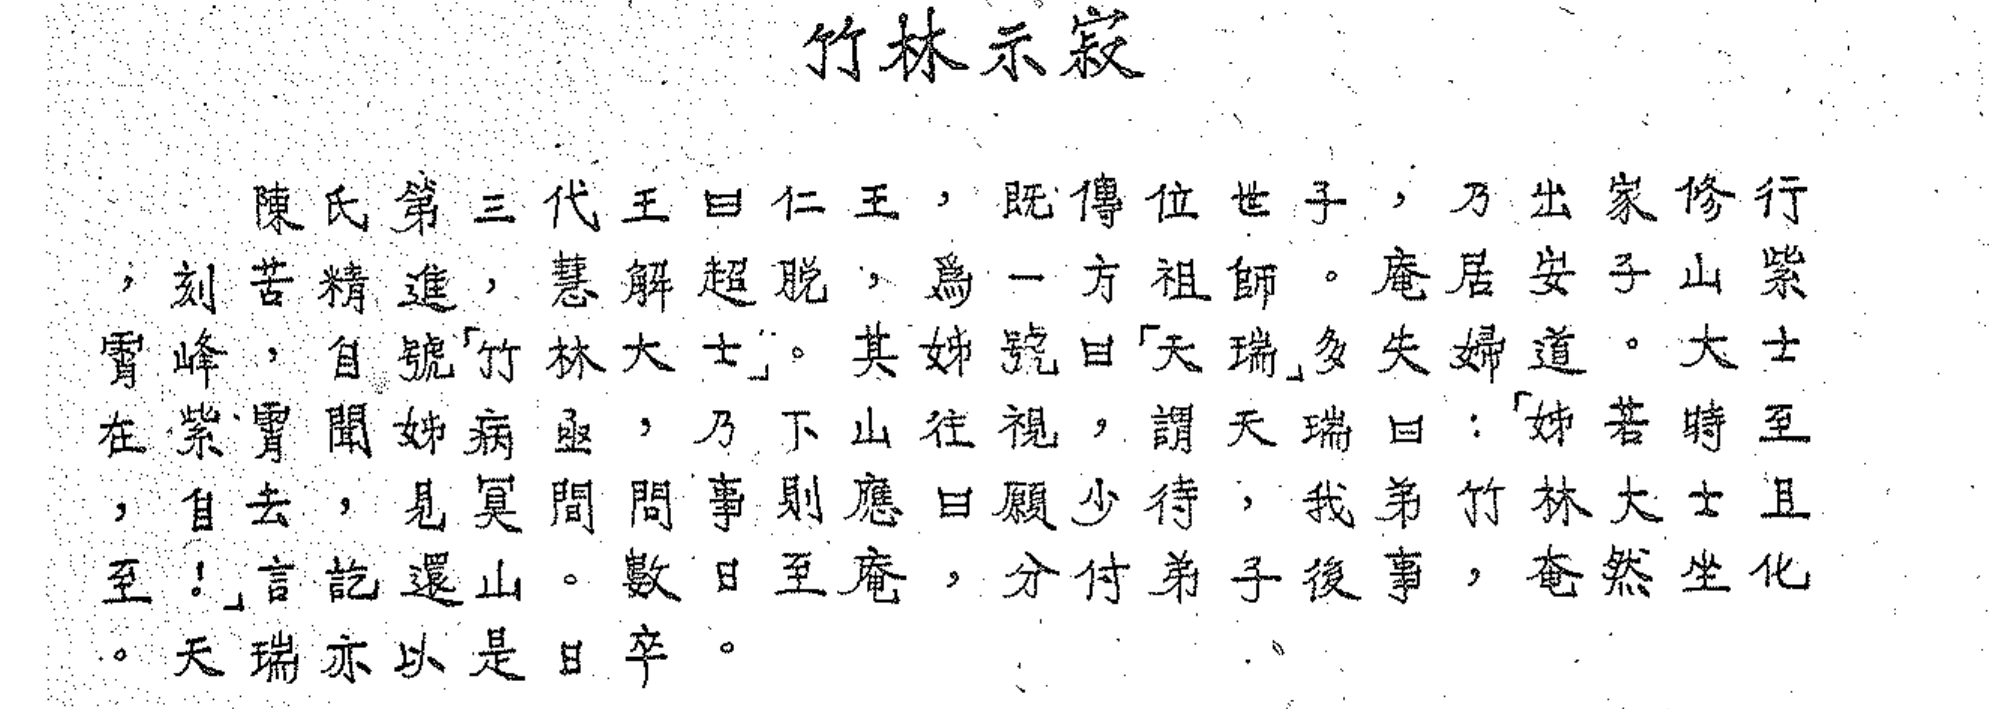 竹林示寂
陳氏第三代王曰仁王，既傳位世子，乃出家修行
，刻苦精進，慧解超脫，爲一方祖師。庵居安子山紫
霄峰，自號「竹林大士」。其姊號曰「天瑞」多失婦道。大士
在紫霄聞姊病亟，乃下山往視，謂天瑞曰：「姊若時至
，自去，見冥間問事則應曰願少待，我弟竹林大士且
至！」言訖還山。數日至庵，分付弟子後事，奄然坐化
。天瑞亦以是日卒。